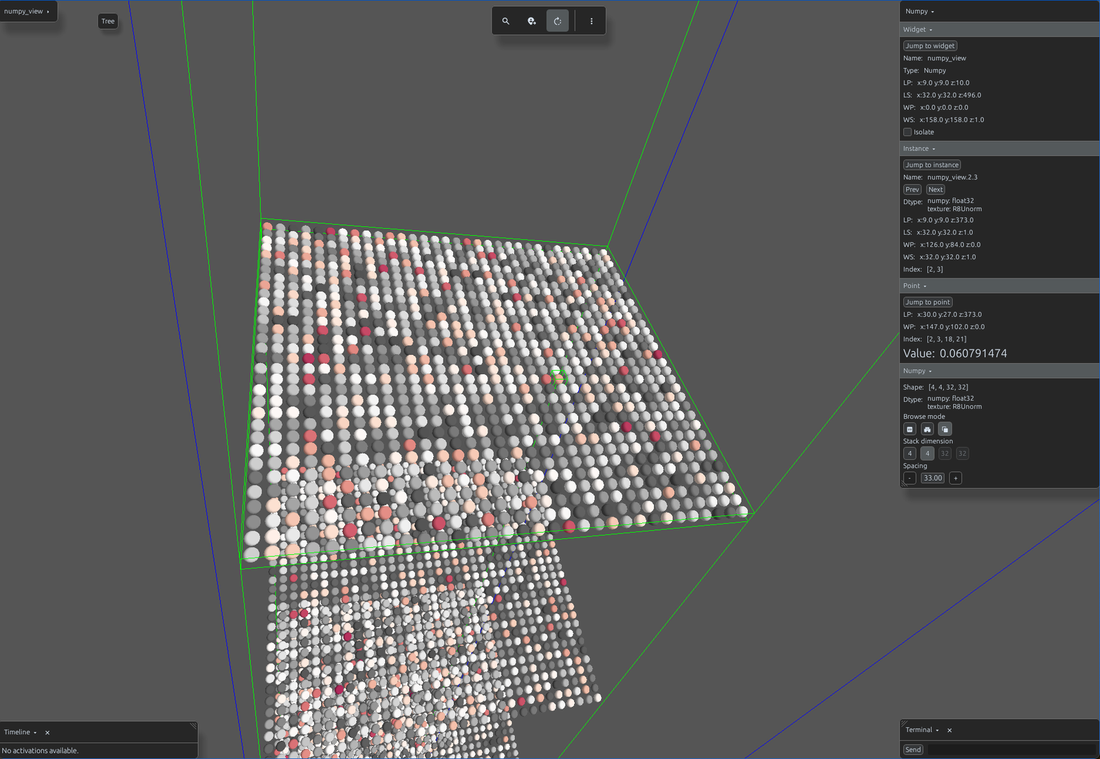 numpy_view
Tree
Numpy
Widget
Jump to widget
Name: numpy_view
Type: Numpy
LP: x:9.0 y:9.0 z:10.0
LS: x:32.0 y:32.0 z:496.0
WP: x:0.0 y:0.0 z:0.0
WS: x:158.0 y:158.0 z:1.0
Isolate
Instance
Jump to instance
Name: numpy_view.2.3
Prev Next
Dtype: numpy: float32
texture: R8Unorm
LP: x:9.0 y:9.0 z:373.0
LS: x:32.0 y:32.0 z:1.0
WP: x:126.0 y:84.0 z:0.0
WS: x:32.0 y:32.0 z:1.0
Index: [2, 3]
Point
Jump to point
LP: x:30.0 y:27.0 z:373.0
WP: x:147.0 y:102.0 z:0.0
Index: [2, 3, 18, 21]
Value: 0.060791474
Numpy
Shape: [4, 4, 32, 32]
Dtype: numpy: float32
texture: R8Unorm
Browse mode
Stack dimension
4 4 32 32
Spacing
- 33.00 +
Timeline
No activations available.
Terminal
Send